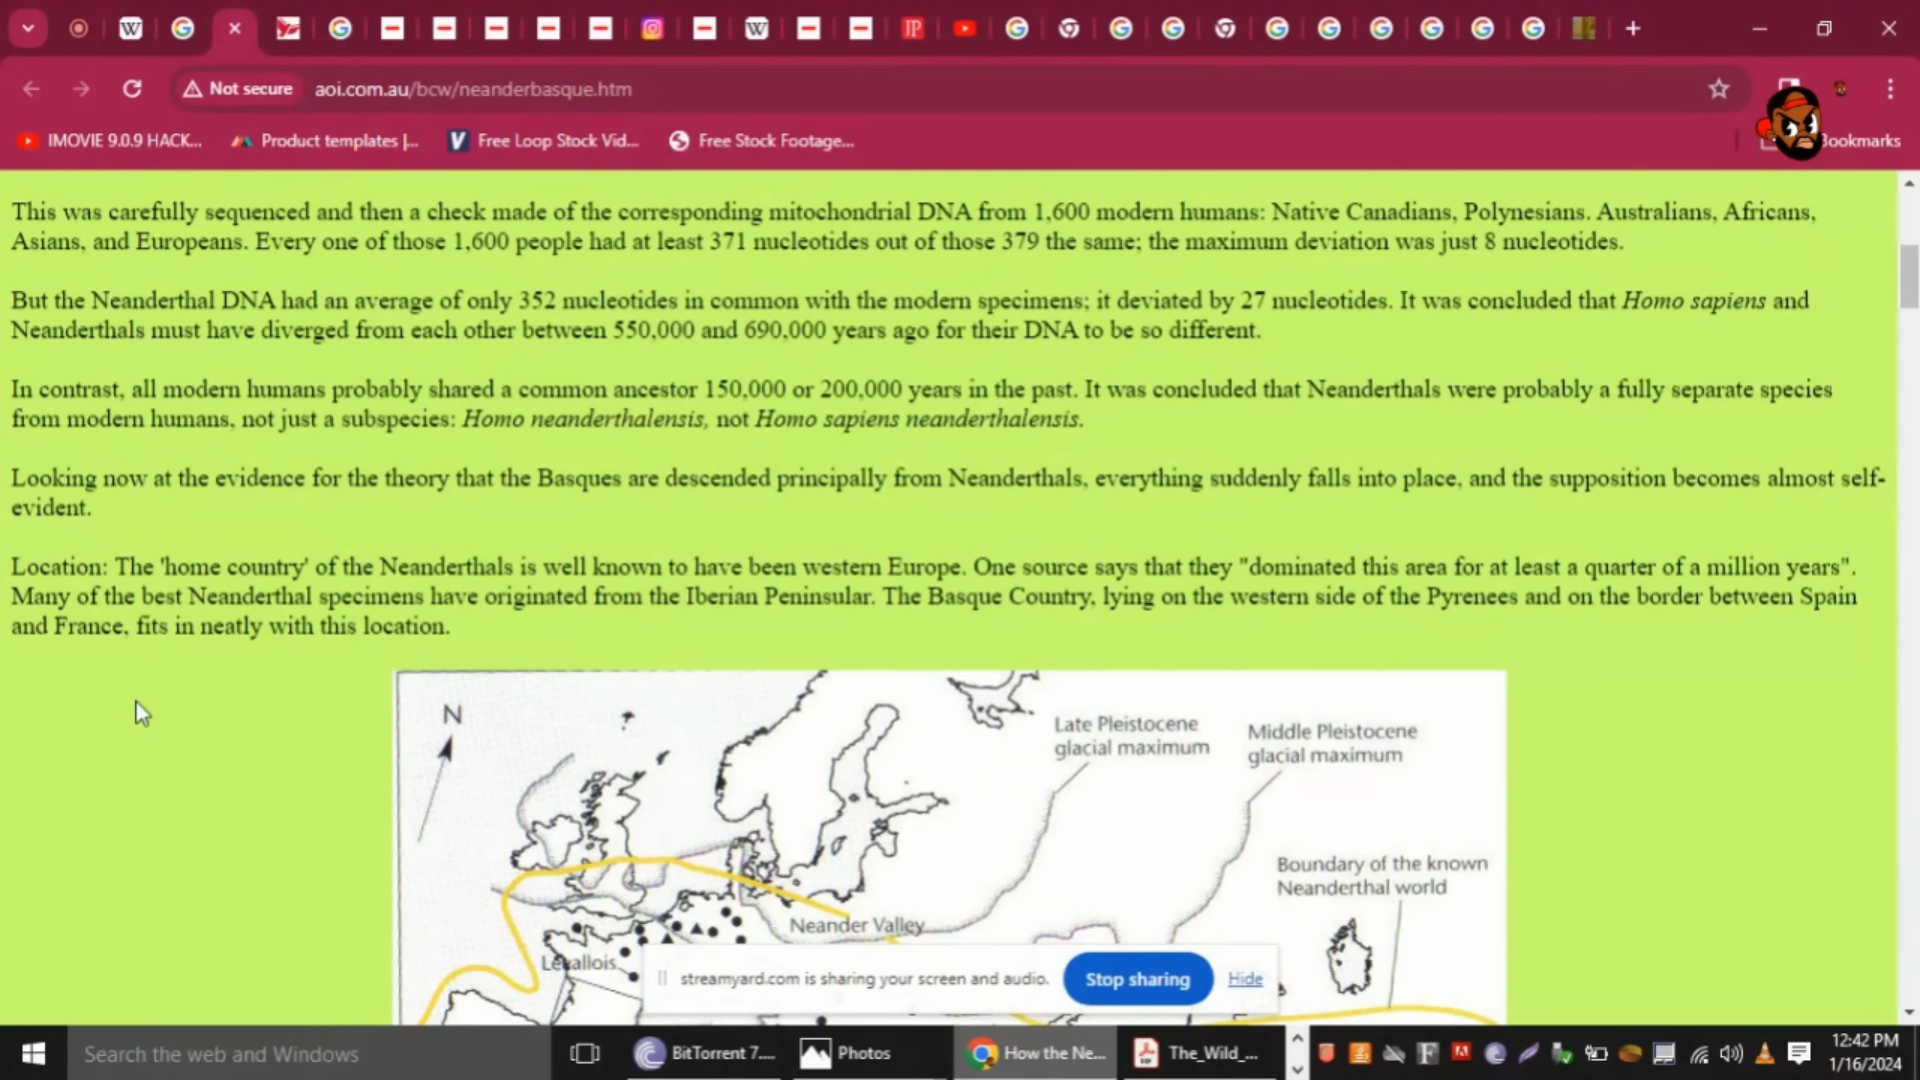 Not secure
aoi.com.au/bcw/neanderbasque.htm
IMOVIE 9.0.9 HACK...
Product templates |...
Free Loop Stock Vid...
Free Stock Footage...
Bookmarks
This was carefully sequenced and then a check made of the corresponding mitochondrial DNA from 1,600 modern humans: Native Canadians, Polynesians. Australians, Africans,
Asians, and Europeans. Every one of those 1,600 people had at least 371 nucleotides out of those 379 the same; the maximum deviation was just 8 nucleotides.
But the Neanderthal DNA had an average of only 352 nucleotides in common with the modern specimens; it deviated by 27 nucleotides. It was concluded that Homo sapiens and
Neanderthals must have diverged from each other between 550,000 and 690,000 years ago for their DNA to be so different.
In contrast, all modern humans probably shared a common ancestor 150,000 or 200,000 years in the past. It was concluded that Neanderthals were probably a fully separate species
from modern humans, not just a subspecies: Homo neanderthalensis, not Homo sapiens neanderthalensis.
Looking now at the evidence for the theory that the Basques are descended principally from Neanderthals, everything suddenly falls into place, and the supposition becomes almost self-
evident.
Location: The 'home country' of the Neanderthals is well known to have been western Europe. One source says that they "dominated this area for at least a quarter of a million years".
Many of the best Neanderthal specimens have originated from the Iberian Peninsular. The Basque Country, lying on the western side of the Pyrenees and on the border between Spain
and France, fits in neatly with this location.
N
Late Pleistocene
glacial maximum
Middle Pleistocene
glacial maximum
Boundary of the known
Neanderthal world
Neander Valley
Levallois
streamyard.com is sharing your screen and audio.
Stop sharing
Hide
Search the web and Windows
BitTorrent 7....
Photos
How the Ne...
The_Wild_...
12:42 PM
1/16/2024